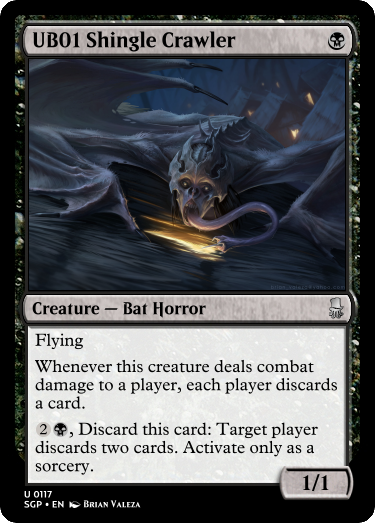 UB01 Shingle Crawler
Creature — Bat Horror
Flying
Whenever this creature deals combat
damage to a player, each player discards
a card.
2 , Discard this card: Target player
discards two cards. Activate only as a
sorcery.
1/1
U 0117
SGP • EN Brian Valeza